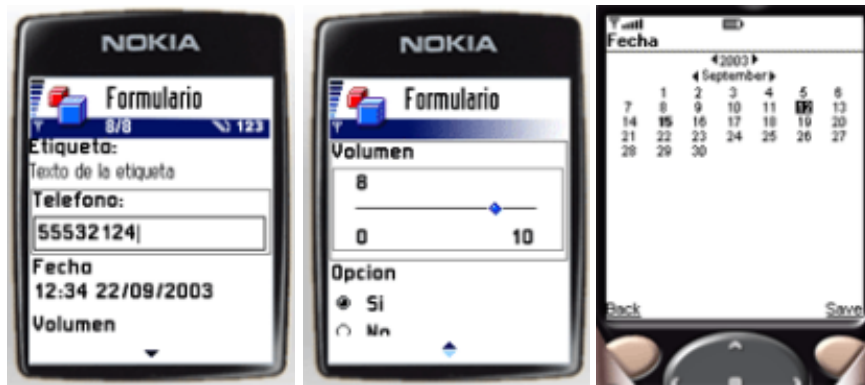 NOKIA
Formulario
8/8 123
Etiqueta:
Texto de la etiqueta
Telefono:
55532124
Fecha
12:34 22/09/2003
Volumen
NOKIA
Formulario
Volumen
8
0 10
Opcion
Si
No
Fecha
2003
September
1 2 3 4 5 6
7 8 9 10 11 12 13
14 15 16 17 18 19 20
21 22 23 24 25 26 27
28 29 30
Back Save